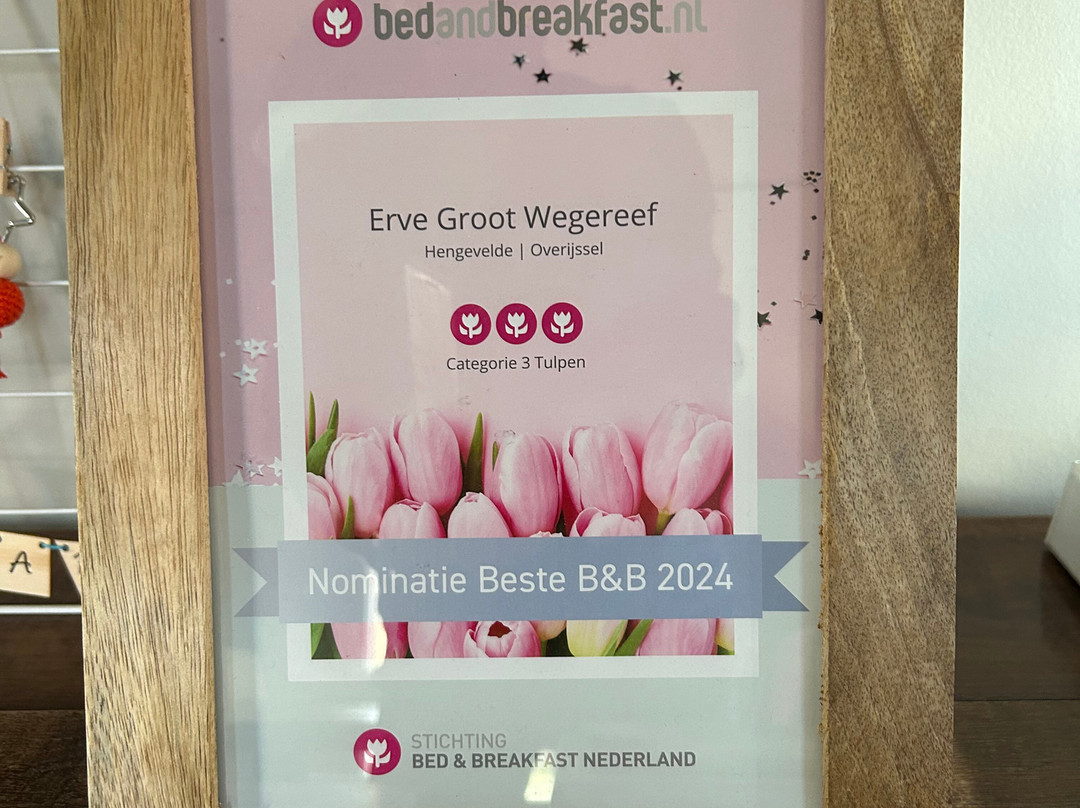 bedandbreakfast.nl
Erve Groot Wegereef
Hengevelde | Overijssel
Categorie 3 Tulpen
Nominatie Beste B&B 2024
STICHTING
BED & BREAKFAST NEDERLAND
A